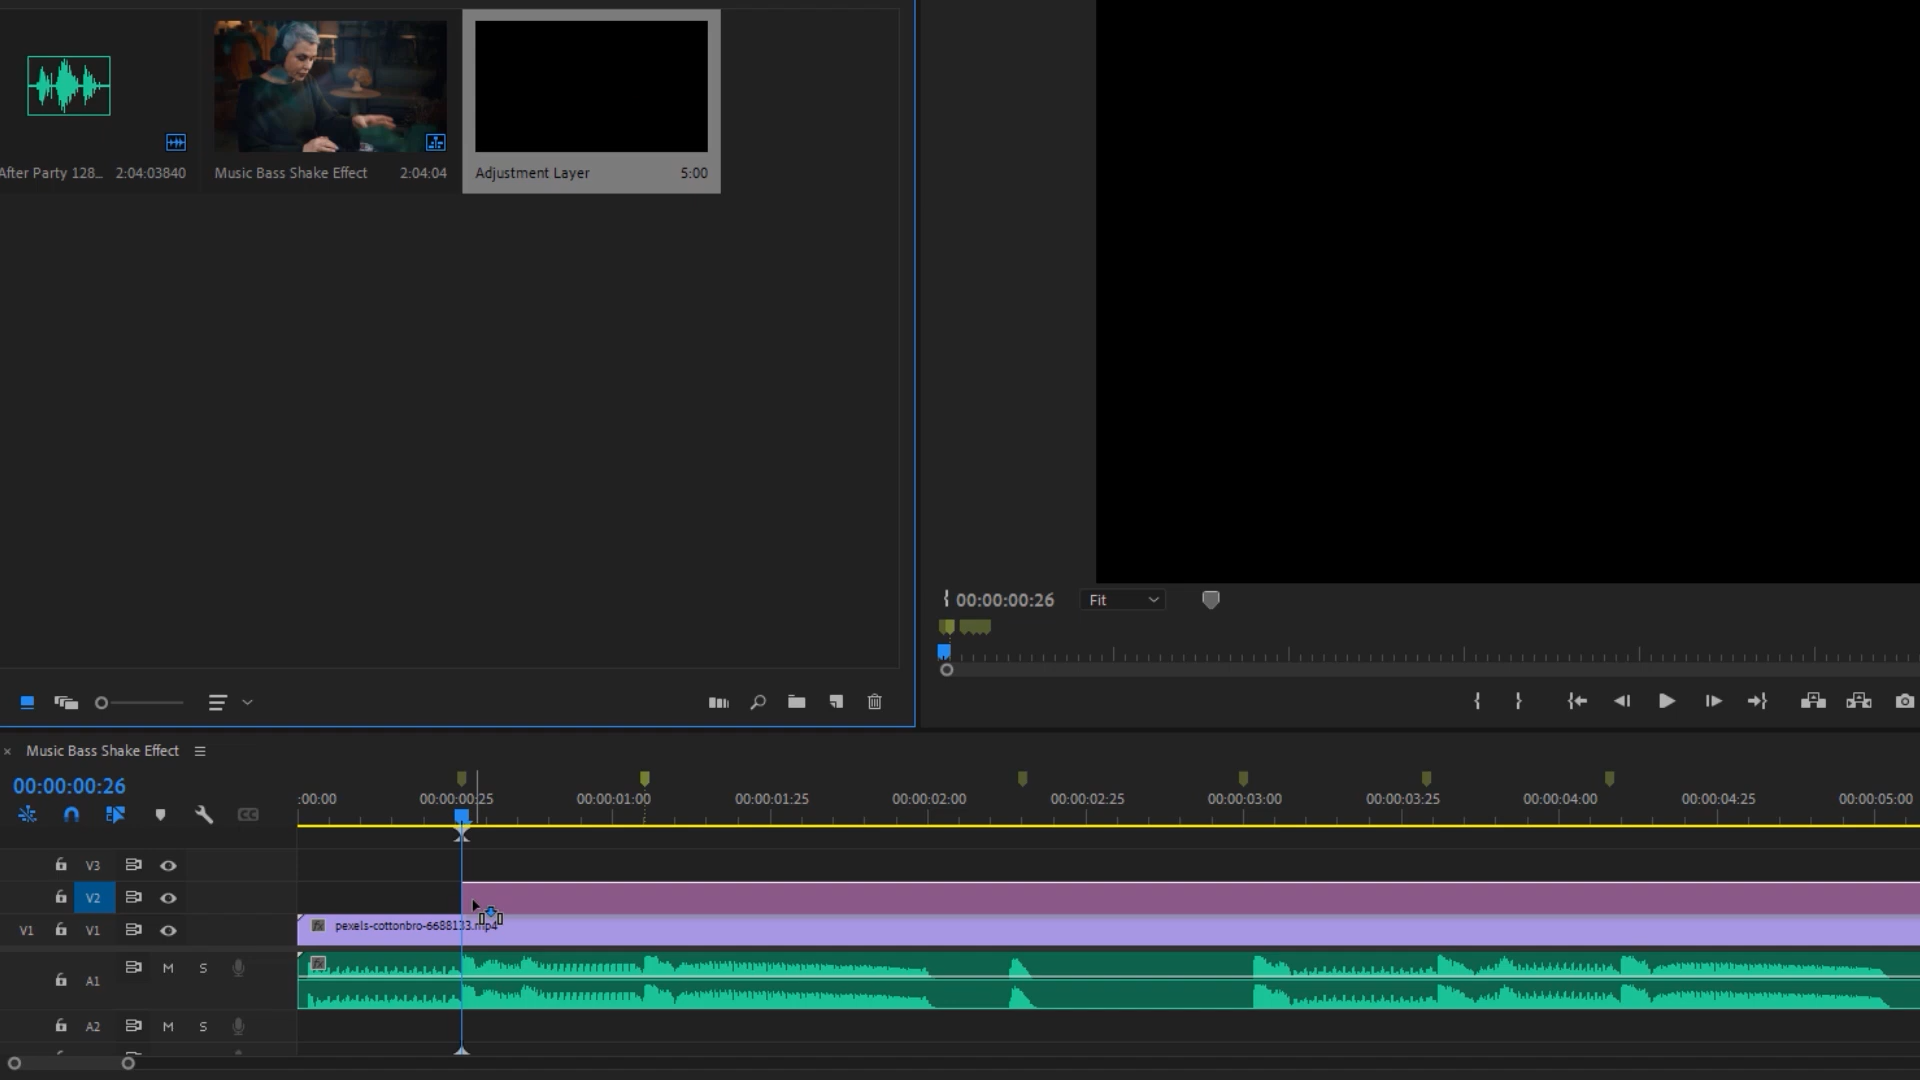 After Party 128... 2:04:03840
Music Bass Shake Effect 2:04:04
Adjustment Layer 5:00
00:00:00:26 Fit
Music Bass Shake Effect
00:00:00:26
:00:00 00:00:00:25 00:00:01:00 00:00:01:25 00:00:02:00 00:00:02:25 00:00:03:00 00:00:03:25 00:00:04:00 00:00:04:25 00:00:05:00
CC
V3
V2
V1 V1 fx pexels-cottonbro-6688133.mp4
A1 M S fx
A2 M S